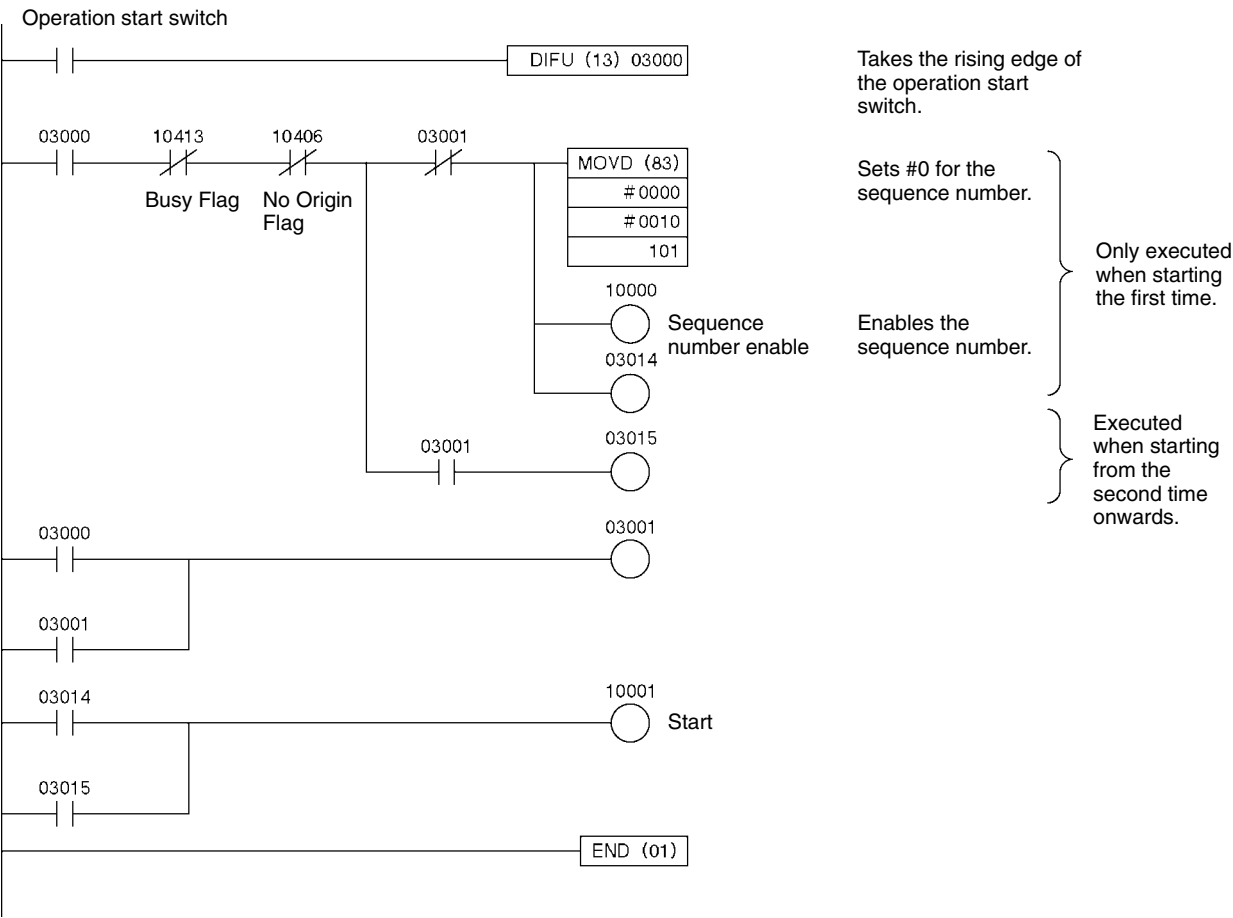 Operation start switch
DIFU (13) 03000
Takes the rising edge of
the operation start
switch.
03000
10413
10406
03001
Busy Flag
No Origin
Flag
MOVD (83)
#0000
#0010
101
Sets #0 for the
sequence number.
Only executed
when starting
the first time.
10000
Sequence
number enable
Enables the
sequence number.
03014
03001
03015
Executed
when starting
from the
second time
onwards.
03000
03001
03001
03014
10001
Start
03015
END (01)